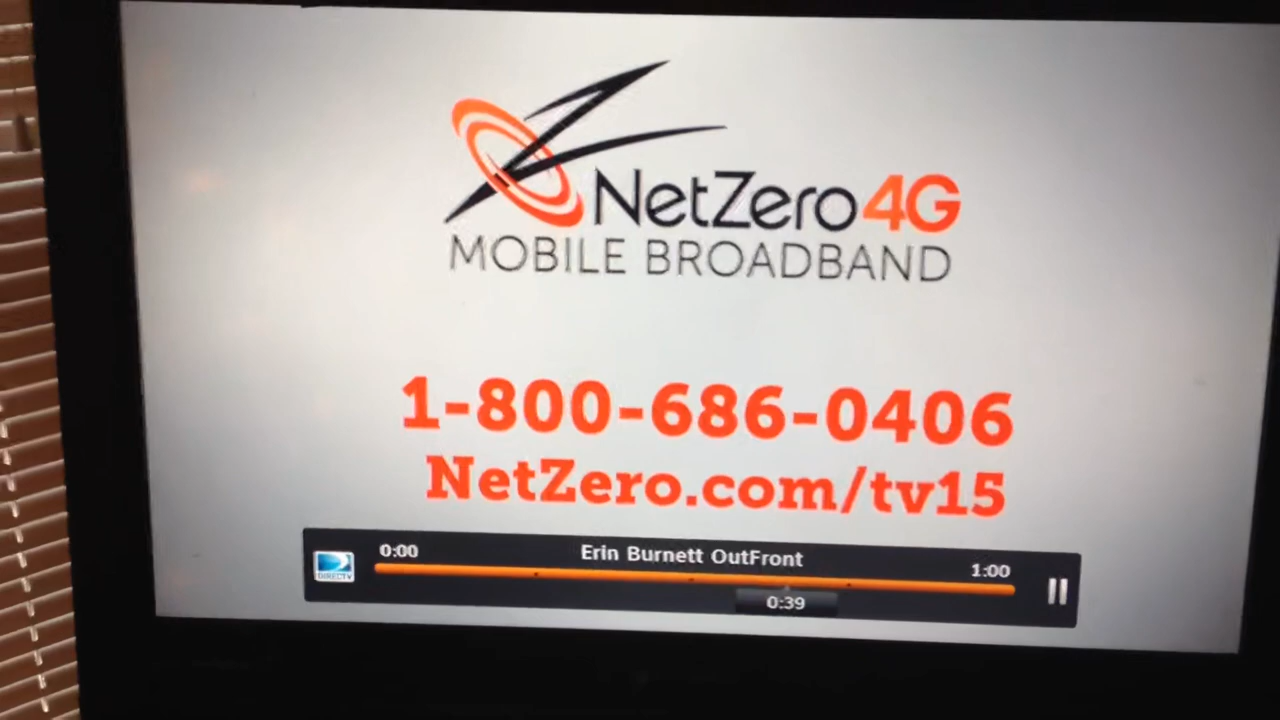 NetZero4G
MOBILE BROADBAND
1-800-686-0406
NetZero.com/tv15
0:00 Erin Burnett OutFront 1:00
DIRECTV
0:39